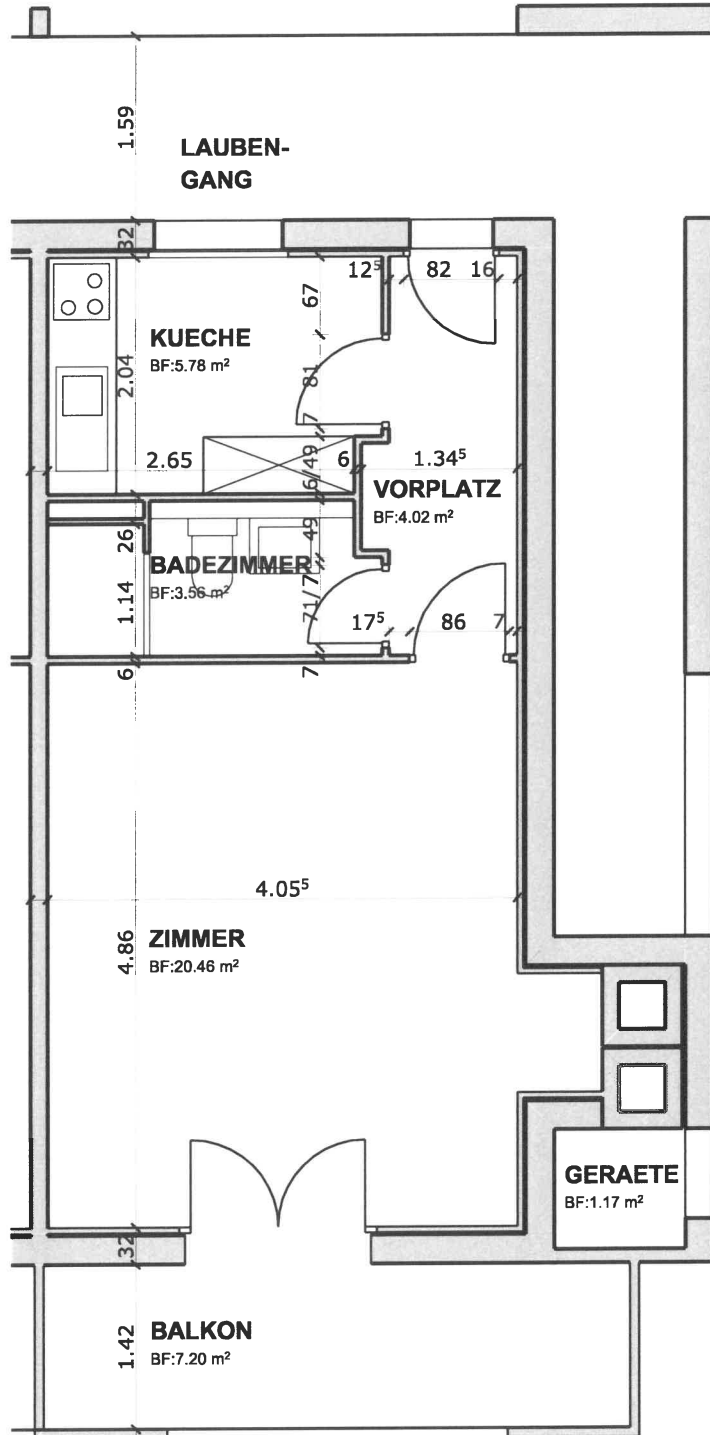 1.59
LAUBEN-
GANG
32
12⁵ 82 16
67
KUECHE
BF:5.78 m²
2.04
81
7
2.65
6/49
6
1.34⁵
VORPLATZ
BF:4.02 m²
26
49
BADEZIMMER
BF:3.56 m²
1.14
71/7
17⁵ 86 7
6
7
4.05⁵
4.86
ZIMMER
BF:20.46 m²
GERAETE
BF:1.17 m²
32
1.42
BALKON
BF:7.20 m²